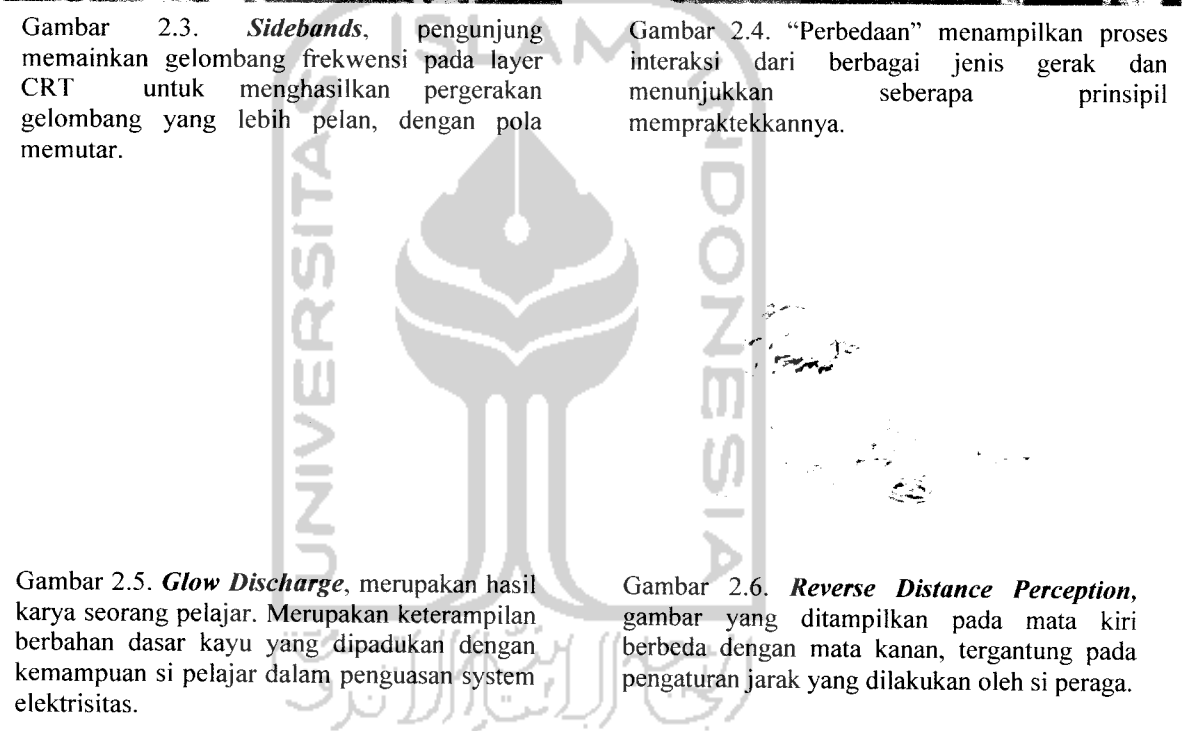 Gambar 2.3. Sidebands, pengunjung
memainkan gelombang frekwensi pada layer
CRT untuk menghasilkan pergerakan
gelombang yang lebih pelan, dengan pola
memutar.
Gambar 2.4. “Perbedaan” menampilkan proses
interaksi dari berbagai jenis gerak dan
menunjukkan seberapa prinsipil
mempraktekkannya.
Gambar 2.5. Glow Discharge, merupakan hasil
karya seorang pelajar. Merupakan keterampilan
berbahan dasar kayu yang dipadukan dengan
kemampuan si pelajar dalam penguasan system
elektrisitas.
Gambar 2.6. Reverse Distance Perception,
gambar yang ditampilkan pada mata kiri
berbeda dengan mata kanan, tergantung pada
pengaturan jarak yang dilakukan oleh si peraga.
UNIVERSITAS
ISLAM
INDONESIA